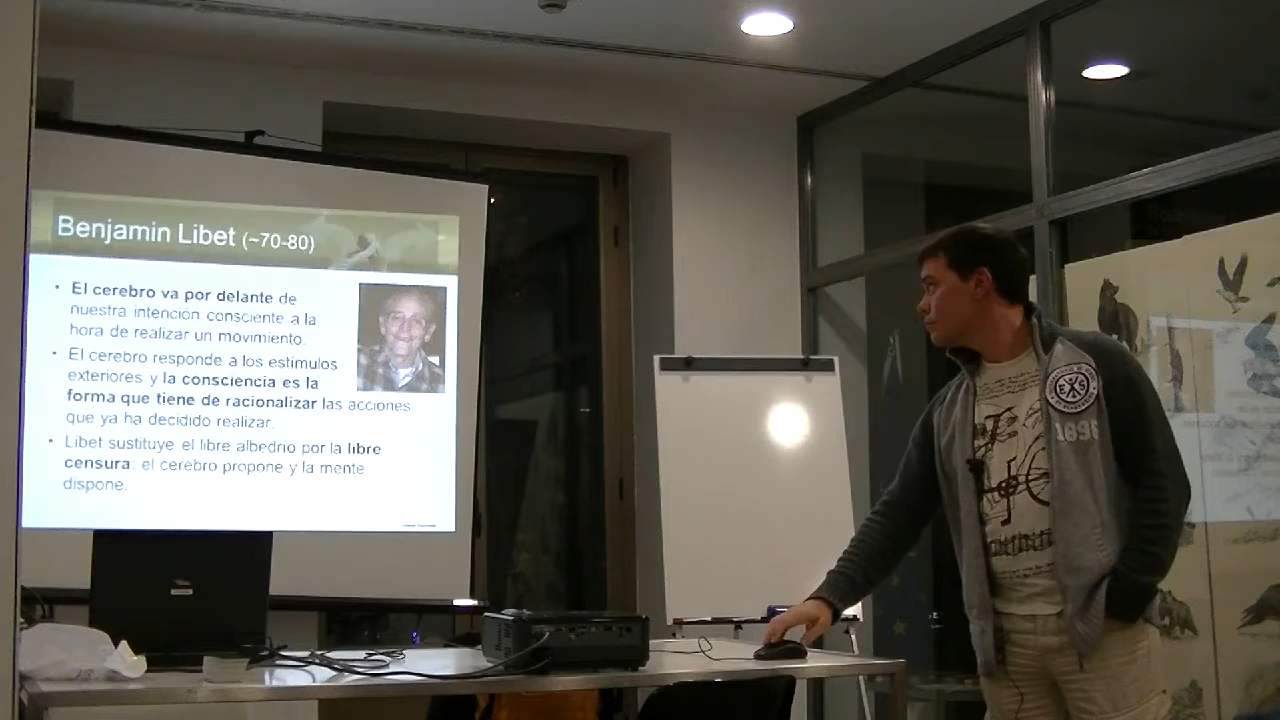 Benjamin Libet (~70-80)
• El cerebro va por delante de
nuestra intención consciente a la
hora de realizar un movimiento.
• El cerebro responde a los estímulos
exteriores y la consciencia es la
forma que tiene de racionalizar las acciones
que ya ha decidido realizar.
• Libet sustituye el libre albedrío por la libre
censura: el cerebro propone y la mente
dispone.
EXS
1895